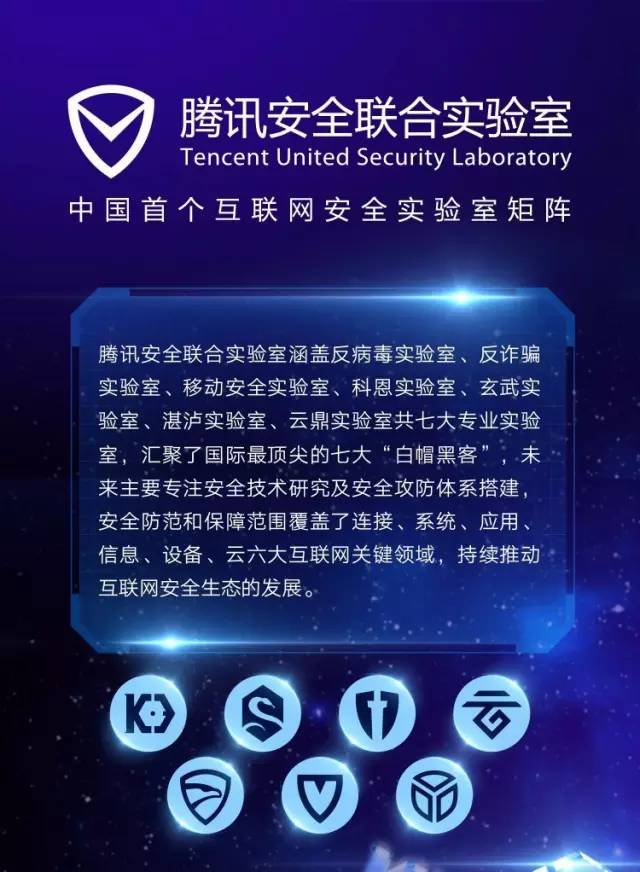 腾讯安全联合实验室
Tencent United Security Laboratory
中国首个互联网安全实验室矩阵
腾讯安全联合实验室涵盖反病毒实验室、反诈骗
实验室、移动安全实验室、科恩实验室、玄武实
验室、湛泸实验室、云鼎实验室共七大专业实验
室，汇聚了国际最顶尖的七大“白帽黑客”，未
来主要专注安全技术研究及安全攻防体系搭建，
安全防范和保障范围覆盖了连接、系统、应用、
信息、设备、云六大互联网关键领域，持续推动
互联网安全生态的发展。